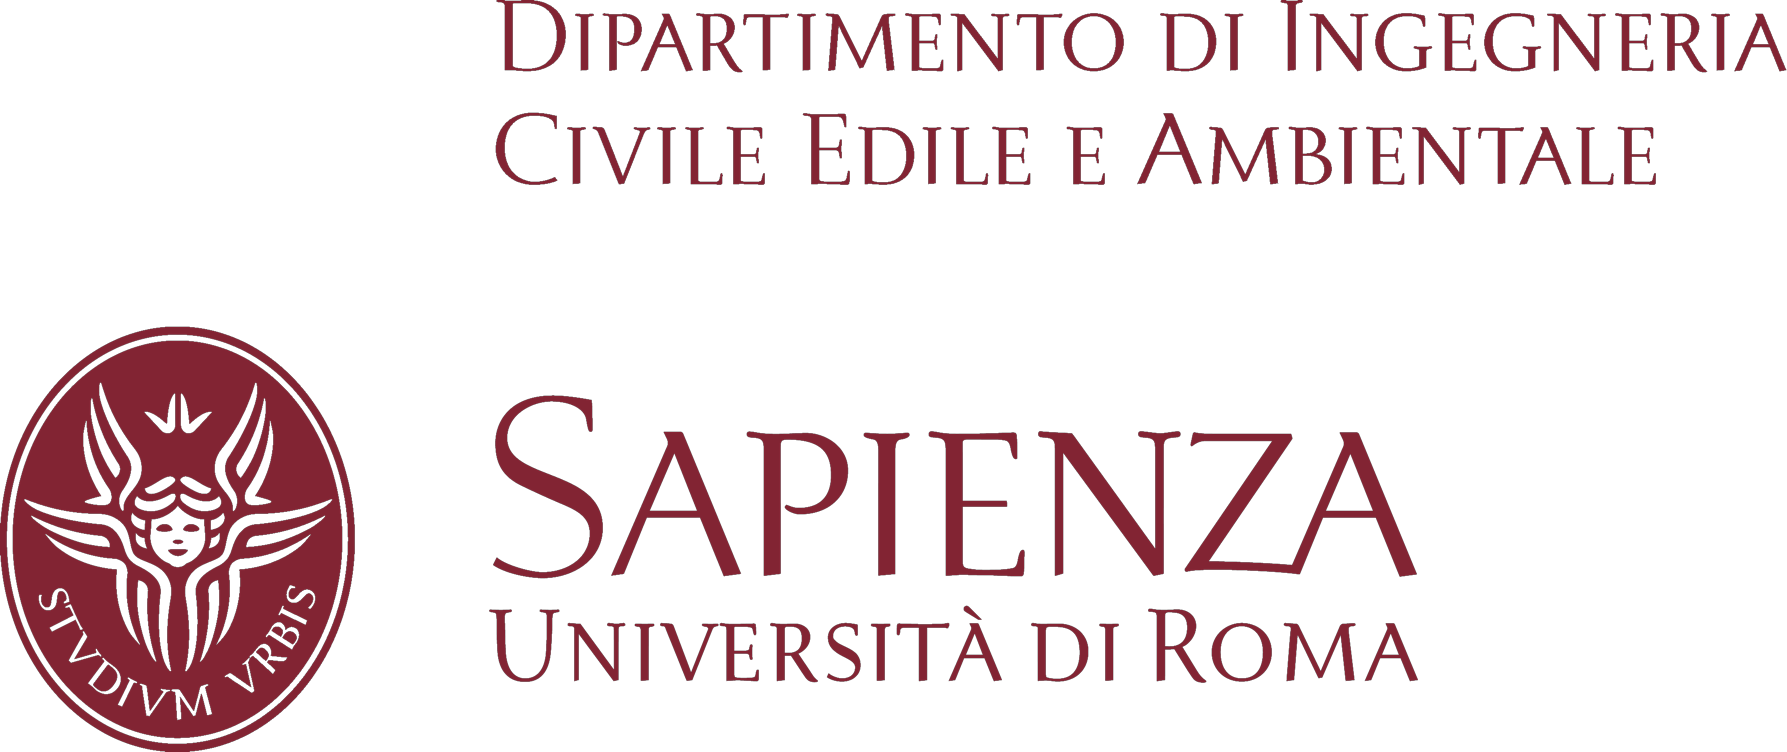 Dipartimento di Ingegneria
Civile Edile e Ambientale
Sapienza
Università di Roma
STVDIVM VRBIS